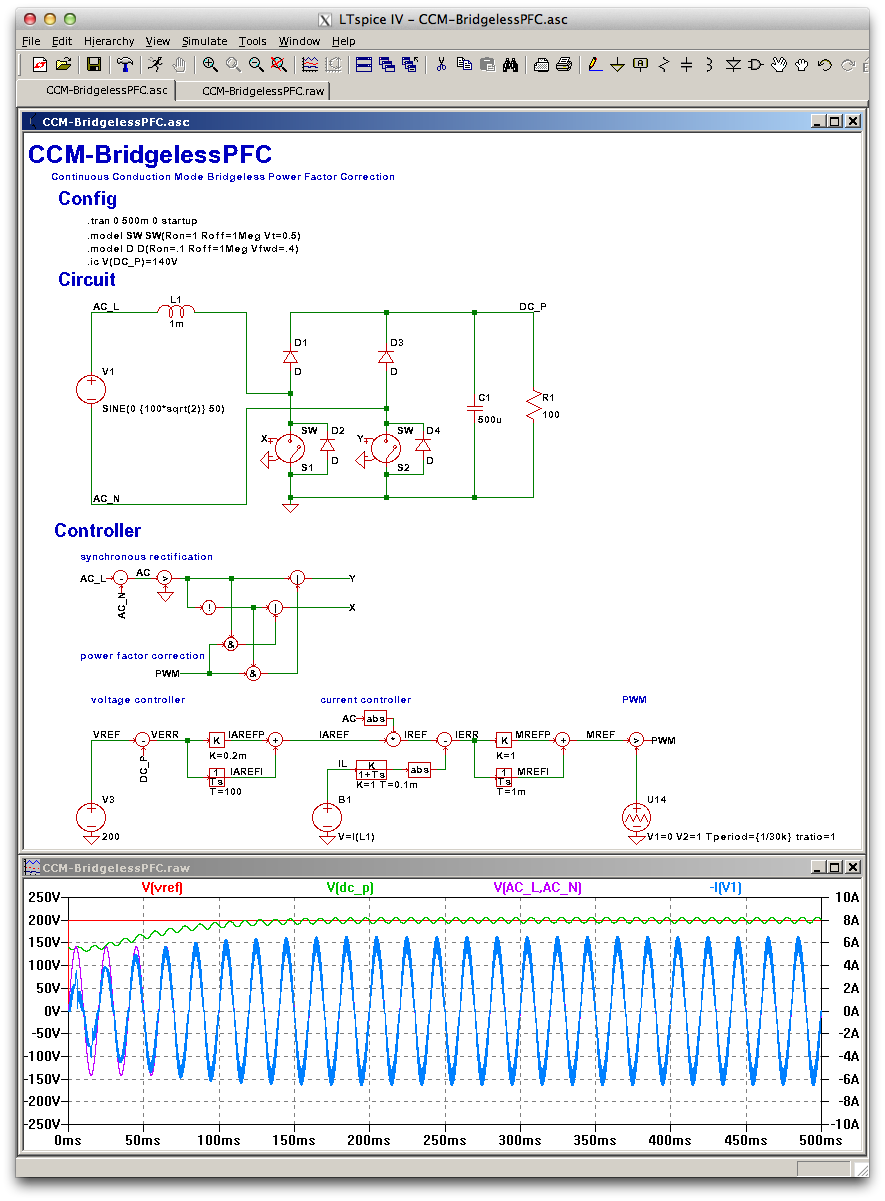 LTspice IV – CCM-BridgelessPFC.asc
File Edit Hierarchy View Simulate Tools Window Help
CCM-BridgelessPFC.asc CCM-BridgelessPFC.raw
CCM-BridgelessPFC.asc
CCM-BridgelessPFC
Continuous Conduction Mode Bridgeless Power Factor Correction
Config
.tran 0 500m 0 startup
.model SW SW(Ron=1 Roff=1Meg Vt=0.5)
.model D D(Ron=.1 Roff=1Meg Vfwd=.4)
.ic V(DC_P)=140V
Circuit
AC_L L1 DC_P
1m
D1 D3
V1 D D
SINE(0 {100*sqrt(2)} 50)
C1 R1
500u 100
X SW D2 Y SW D4
S1 D S2 D
AC_N
Controller
synchronous rectification
AC_L - AC > | Y
AC_N
! | X
&
power factor correction
PWM &
voltage controller current controller PWM
AC abs
VREF - VERR K IAREFP + IAREF * IREF - IERR K MREFP + MREF > PWM
K=0.2m K=1
DC_P
1 IAREFI IL K abs 1 MREFI
Ts 1+Ts Ts
T=100 K=1 T=0.1m T=1m
V3 B1 U14
200 V=I(L1) V1=0 V2=1 Tperiod={1/30k} tratio=1
CCM-BridgelessPFC.raw
V(vref) V(dc_p) V(AC_L,AC_N) -I(V1)
250V 10A
200V 8A
150V 6A
100V 4A
50V 2A
0V 0A
-50V -2A
-100V -4A
-150V -6A
-200V -8A
-250V -10A
0ms 50ms 100ms 150ms 200ms 250ms 300ms 350ms 400ms 450ms 500ms